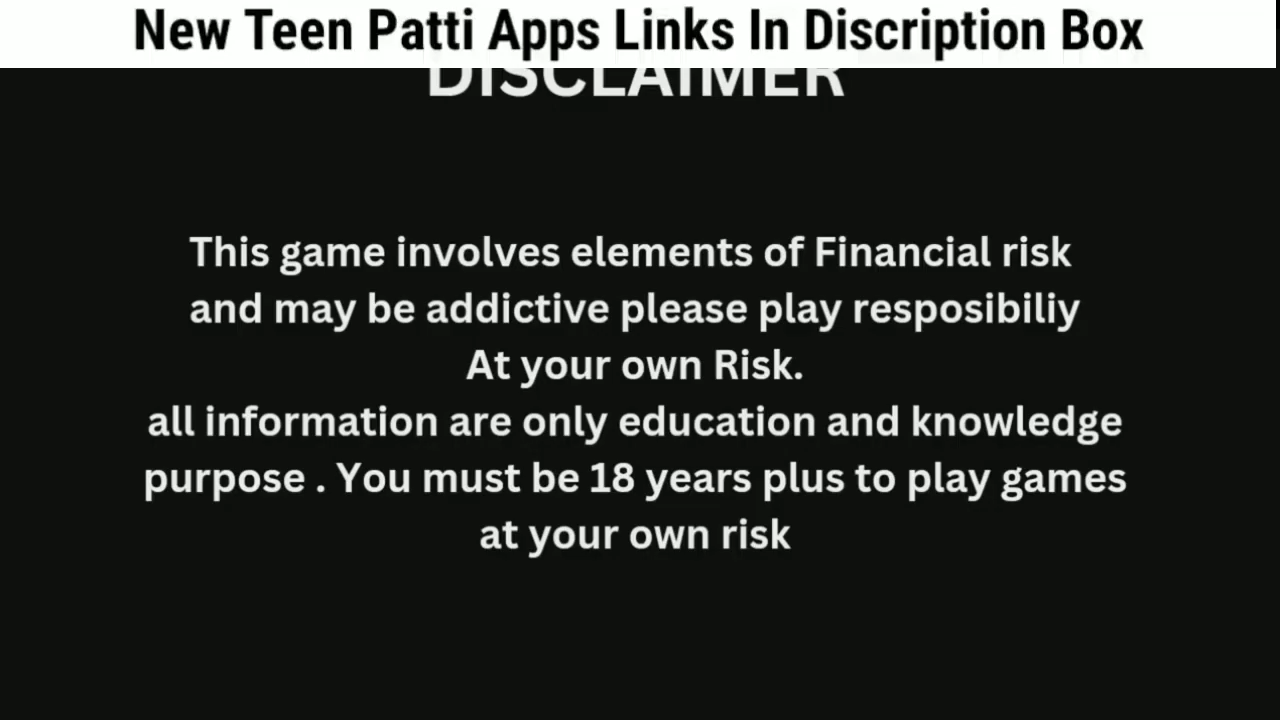 New Teen Patti Apps Links In Discription Box
DISCLAIMER
This game involves elements of Financial risk
and may be addictive please play resposibiliy
At your own Risk.
all information are only education and knowledge
purpose . You must be 18 years plus to play games
at your own risk